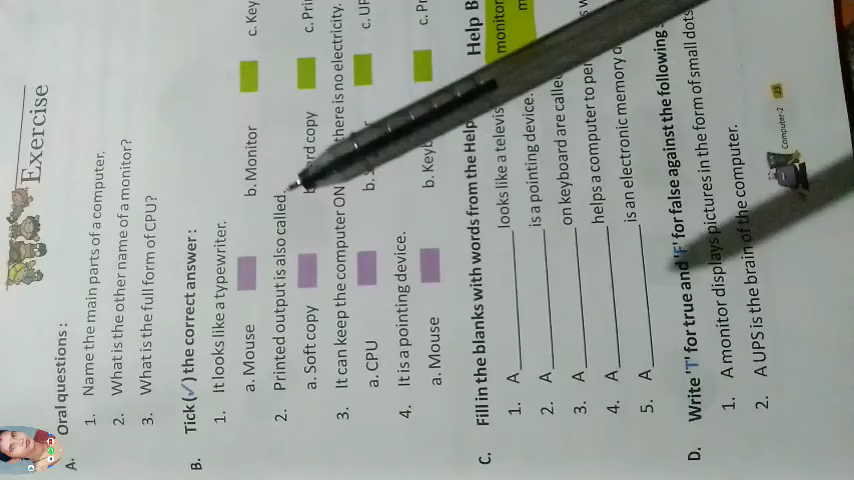 Exercise
A. Oral questions :
1. Name the main parts of a computer.
2. What is the other name of a monitor?
3. What is the full form of CPU?
B. Tick (✓) the correct answer :
1. It looks like a typewriter.
a. Mouse b. Monitor c. Key
2. Printed output is also called
a. Soft copy copy c. Pri
3. It can keep the computer ON there is no electricity.
a. CPU b. c. UP
4. It is a pointing device.
a. Mouse b. Keyb c. Pr
C. Fill in the blanks with words from the Help Help B
monitor
1. A looks like a televis
2. A is a pointing device.
3. A on keyboard are calle
4. A helps a computer to per
5. A is an electronic memory
D. Write 'T' for true and 'F' for false against the following
1. A monitor displays pictures in the form of small dots
2. A UPS is the brain of the computer.
Computer-2 25